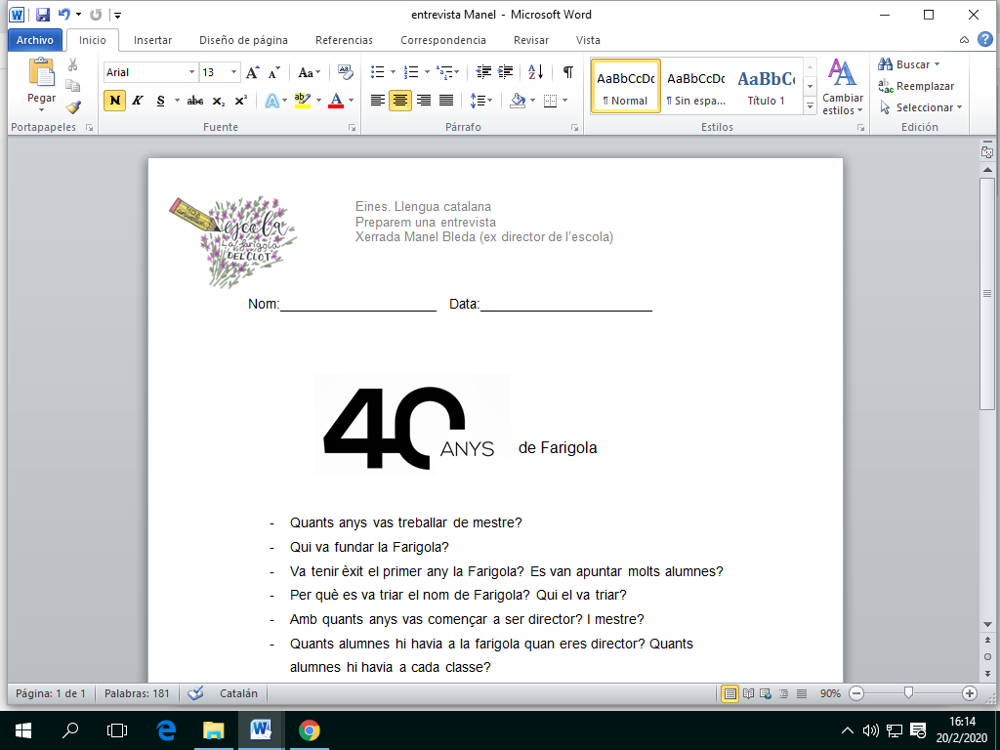 entrevista Manel - Microsoft Word
Archivo Inicio Insertar Diseño de página Referencias Correspondencia Revisar Vista
Pegar
Portapapeles
Arial 13
N K S abc x₂ x²
Fuente
Párrafo
AaBbCcDc AaBbCcDc AaBbC
¶ Normal ¶ Sin espa... Título 1
Cambiar estilos
Estilos
Buscar
Reemplazar
Seleccionar
Edición
escola
la farigola
DEL CLOT
Eines. Llengua catalana
Preparem una entrevista
Xerrada Manel Bleda (ex director de l'escola)
Nom:_____________________ Data:_______________________
40 ANYS de Farigola
- Quants anys vas treballar de mestre?
- Qui va fundar la Farigola?
- Va tenir èxit el primer any la Farigola? Es van apuntar molts alumnes?
- Per què es va triar el nom de Farigola? Qui el va triar?
- Amb quants anys vas començar a ser director? I mestre?
- Quants alumnes hi havia a la farigola quan eres director? Quants
alumnes hi havia a cada classe?
Página: 1 de 1 Palabras: 181 Catalán 90%
16:14
20/2/2020